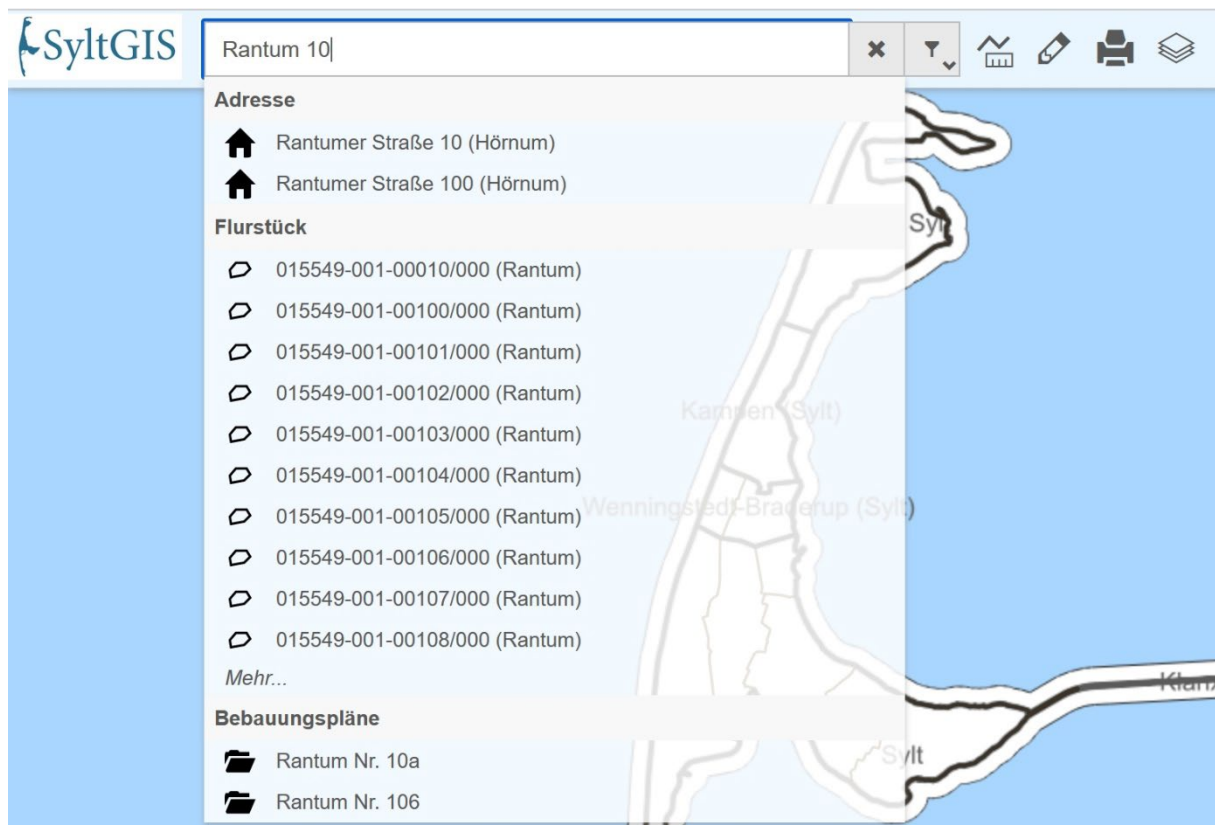 SyltGIS
Rantum 10
Adresse
Rantumer Straße 10 (Hörnum)
Rantumer Straße 100 (Hörnum)
Flurstück
Sylt
015549-001-00010/000 (Rantum)
015549-001-00100/000 (Rantum)
015549-001-00101/000 (Rantum)
015549-001-00102/000 (Rantum)
015549-001-00103/000 (Rantum)
Kampen (Sylt)
015549-001-00104/000 (Rantum)
015549-001-00105/000 (Rantum)
Wenningstedt-Braderup (Sylt)
015549-001-00106/000 (Rantum)
015549-001-00107/000 (Rantum)
015549-001-00108/000 (Rantum)
Mehr...
Bebauungspläne
Rantum Nr. 10a
Sylt
Rantum Nr. 106